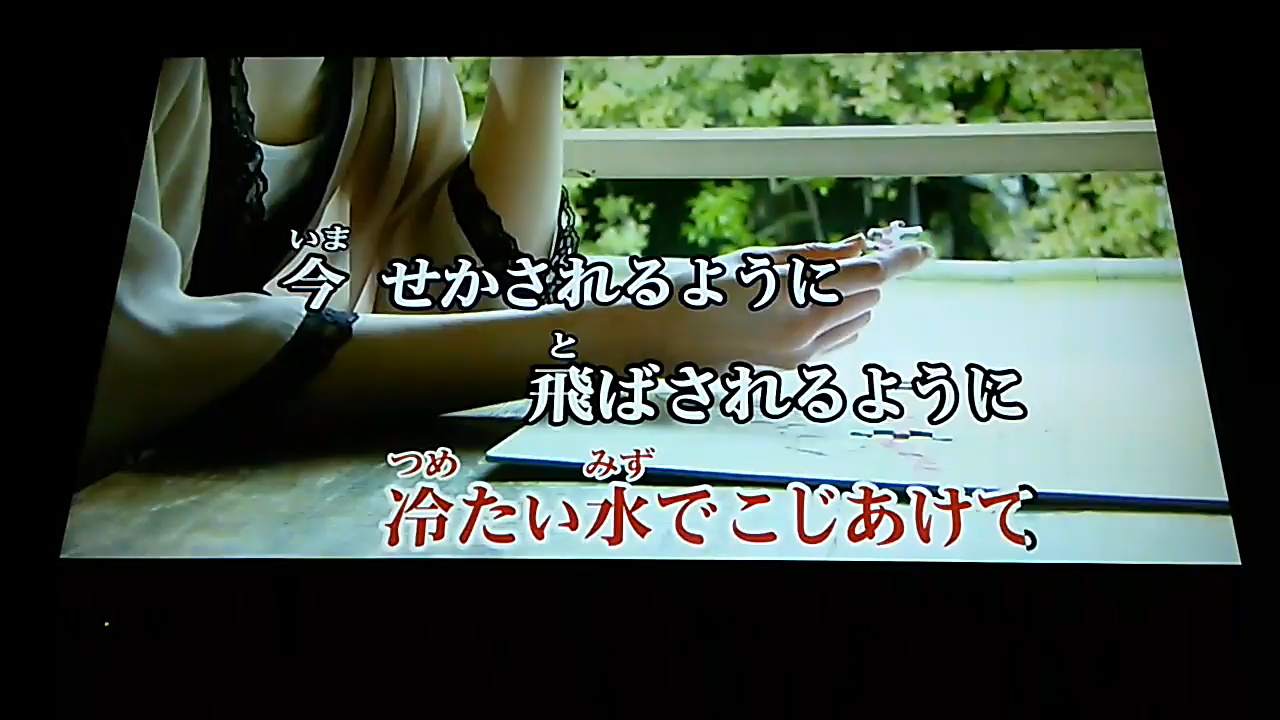 いま
今 せかされるように
と
飛ばされるように
つめ みず
冷たい水でこじあけて